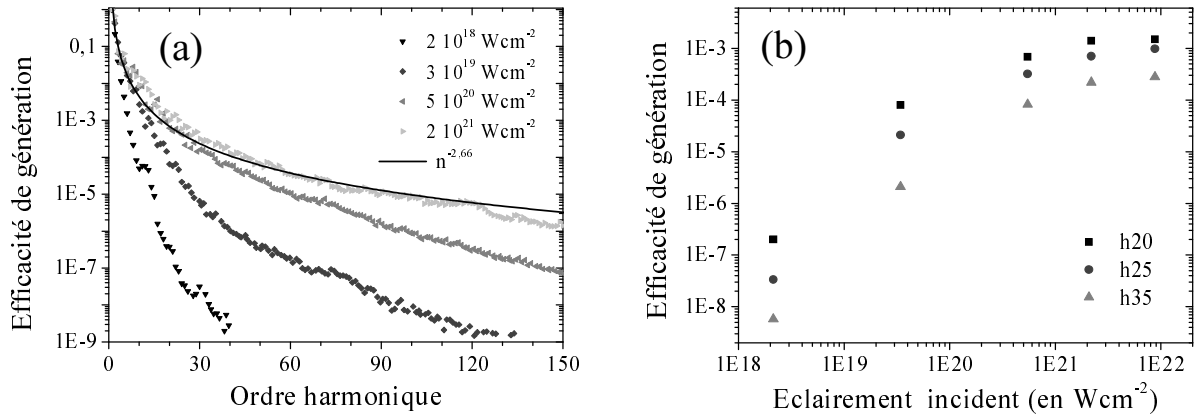 (a)
Efficacité de génération
0,1
1E-3
1E-5
1E-7
1E-9
2 10^18 Wcm^-2
3 10^19 Wcm^-2
5 10^20 Wcm^-2
2 10^21 Wcm^-2
n^-2.66
0 30 60 90 120 150
Ordre harmonique
(b)
Efficacité de génération
1E-3
1E-4
1E-5
1E-6
1E-7
1E-8
h20
h25
h35
1E18 1E19 1E20 1E21 1E22
Eclairement incident (en Wcm^-2)